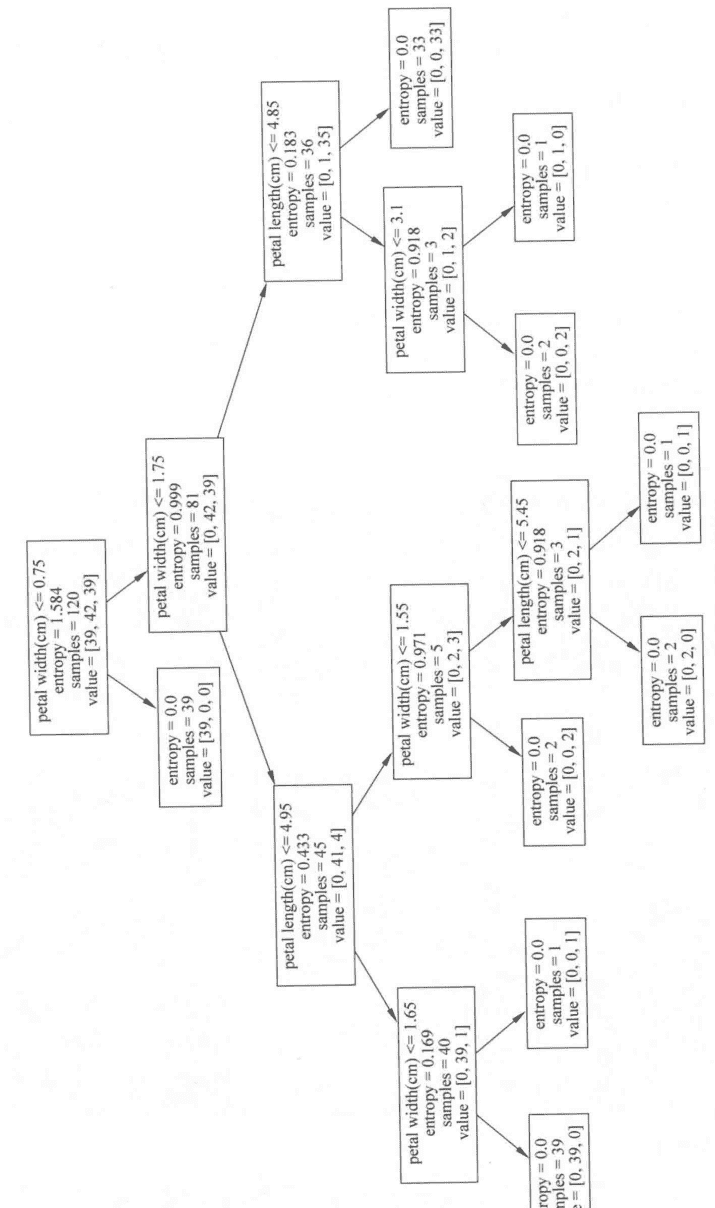 petal width(cm) <= 0.75
entropy = 1.584
samples = 120
value = [39, 42, 39]
entropy = 0.0
samples = 39
value = [39, 0, 0]
petal width(cm) <= 1.75
entropy = 0.999
samples = 81
value = [0, 42, 39]
petal length(cm) <= 4.95
entropy = 0.433
samples = 45
value = [0, 41, 4]
petal length(cm) <= 4.85
entropy = 0.183
samples = 36
value = [0, 1, 35]
petal width(cm) <= 1.65
entropy = 0.169
samples = 40
value = [0, 39, 1]
petal width(cm) <= 1.55
entropy = 0.971
samples = 5
value = [0, 2, 3]
petal width(cm) <= 3.1
entropy = 0.918
samples = 3
value = [0, 1, 2]
entropy = 0.0
samples = 33
value = [0, 0, 33]
= 0.0
= 39
= [0, 39, 0]
entropy = 0.0
samples = 1
value = [0, 0, 1]
entropy = 0.0
samples = 2
value = [0, 0, 2]
petal length(cm) <= 5.45
entropy = 0.918
samples = 3
value = [0, 2, 1]
entropy = 0.0
samples = 2
value = [0, 0, 2]
entropy = 0.0
samples = 1
value = [0, 1, 0]
entropy = 0.0
samples = 2
value = [0, 2, 0]
entropy = 0.0
samples = 1
value = [0, 0, 1]